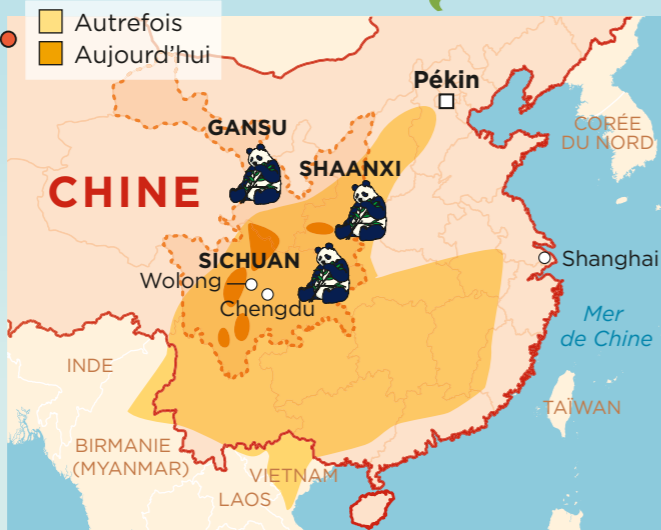 Autrefois
Aujourd'hui
Pékin
GANSU
CORÉE
DU NORD
SHAANXI
CHINE
SICHUAN
Wolong
Chengdu
Shanghai
Mer
de Chine
INDE
TAÏWAN
BIRMANIE
(MYANMAR)
VIETNAM
LAOS